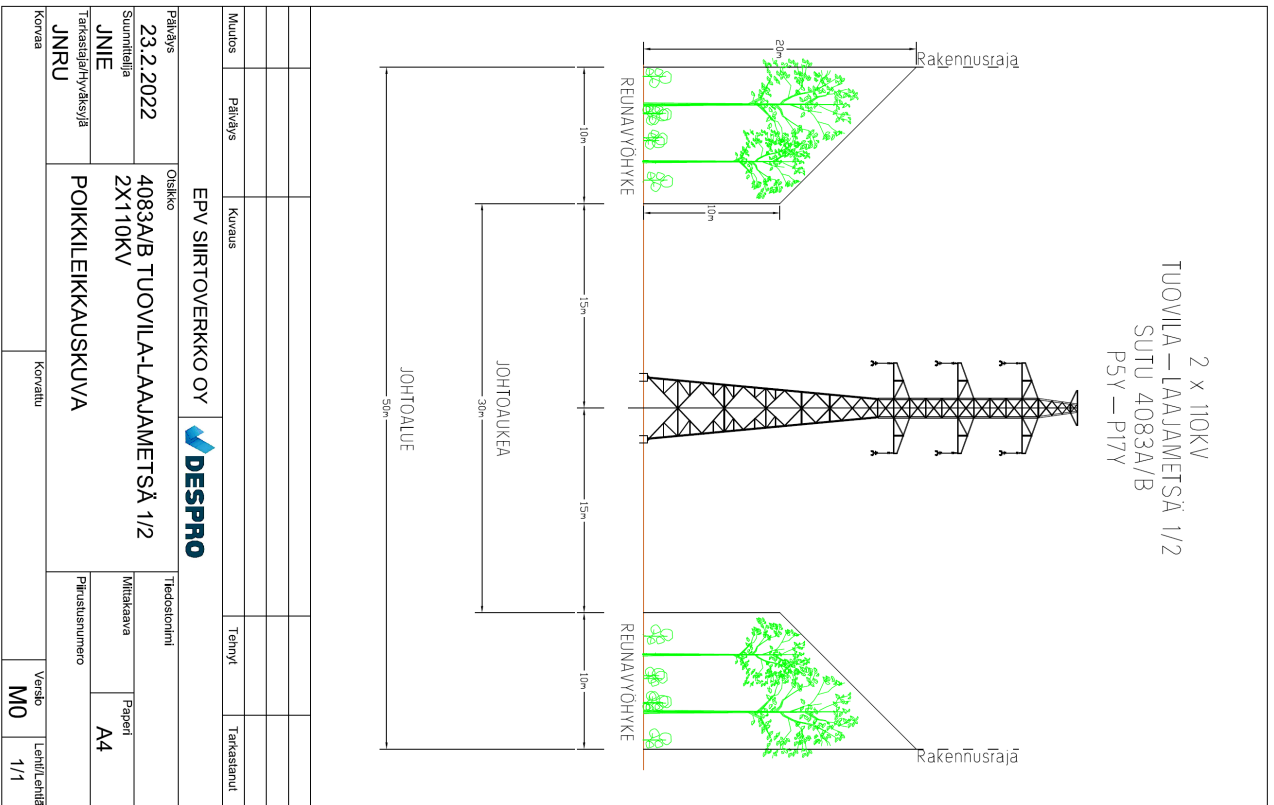 2 x 110KV
TUOVILA – LAAJAMETSÄ 1/2
SUTU 4083A/B
P5Y – P17Y
Rakennusraja
Rakennusraja
20m
10m
REUNAVYÖHYKE
REUNAVYÖHYKE
10m
15m
15m
10m
JOHTOAUKEA
30m
JOHTOALUE
50m
Muutos
Päiväys
Kuvaus
Tehnyt
Tarkastanut
EPV SIIRTOVERKKO OY
DESPRO
Päiväys
23.2.2022
Otsikko
4083A/B TUOVILA-LAAJAMETSÄ 1/2
2X110KV
Tiedostonimi
Suunnittelija
JNIE
Mittakaava
Paperi
A4
Tarkastaja/Hyväksyjä
JNRU
POIKKILEIKKAUSKUVA
Piirustusnumero
Korvaa
Korvattu
Versio
M0
Lehti/Lehtiä
1/1